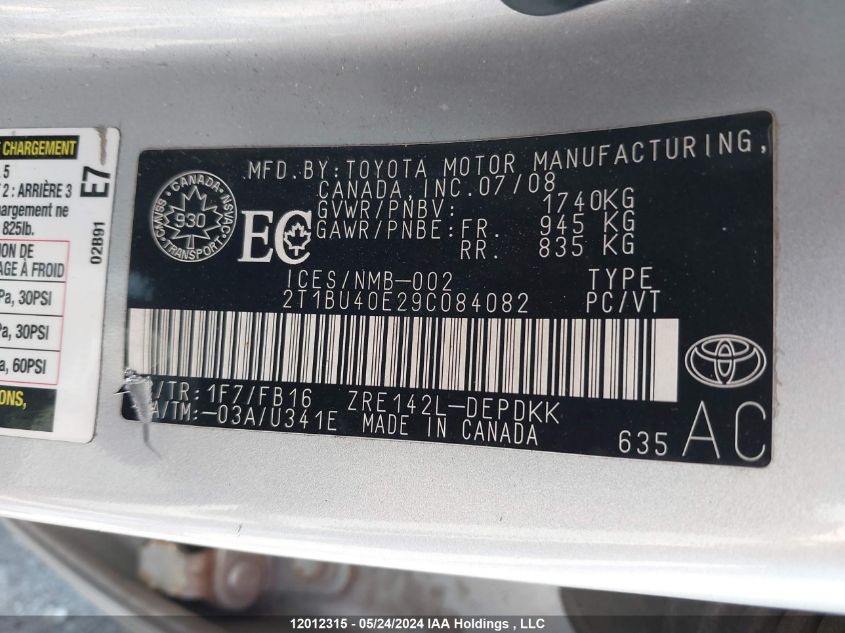 CHARGEMENT
5
2 : ARRIÈRE 3
hargement ne
825lb.
E7
02B91
ION DE
AGE À FROID
Pa, 30PSI
Pa, 30PSI
a, 60PSI
ONS,
CANADA
930
TRANSPORT
CMVSS
NSVAC
EC
MFD. BY: TOYOTA MOTOR MANUFACTURING,
CANADA, INC. 07/08
GVWR/PNBV: 1740KG
GAWR/PNBE: FR. 945 KG
RR. 835 KG
ICES/NMB-002 TYPE
2T1BU40E29C084082 PC/VT
/TR: 1F7/FB16 ZRE142L-DEPDKK
A/TM: -03A/U341E MADE IN CANADA
635 AC
12012315 - 05/24/2024 IAA Holdings , LLC